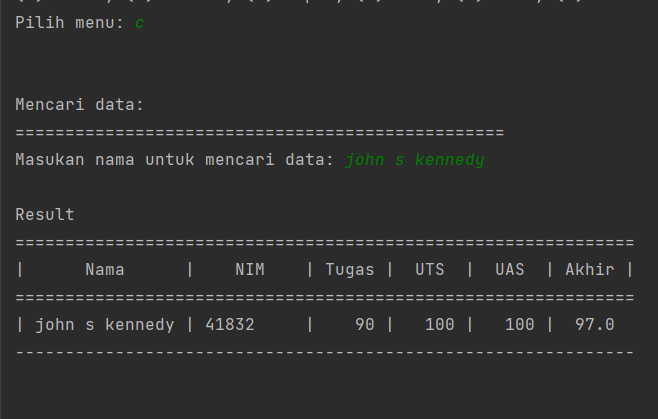 Pilih menu: c
Mencari data:
=================================================
Masukan nama untuk mencari data: john s kennedy
Result
==============================================================
|      Nama      |    NIM    | Tugas |  UTS  |  UAS  | Akhir |
==============================================================
| john s kennedy | 41832     |    90 |   100 |   100 |  97.0
--------------------------------------------------------------